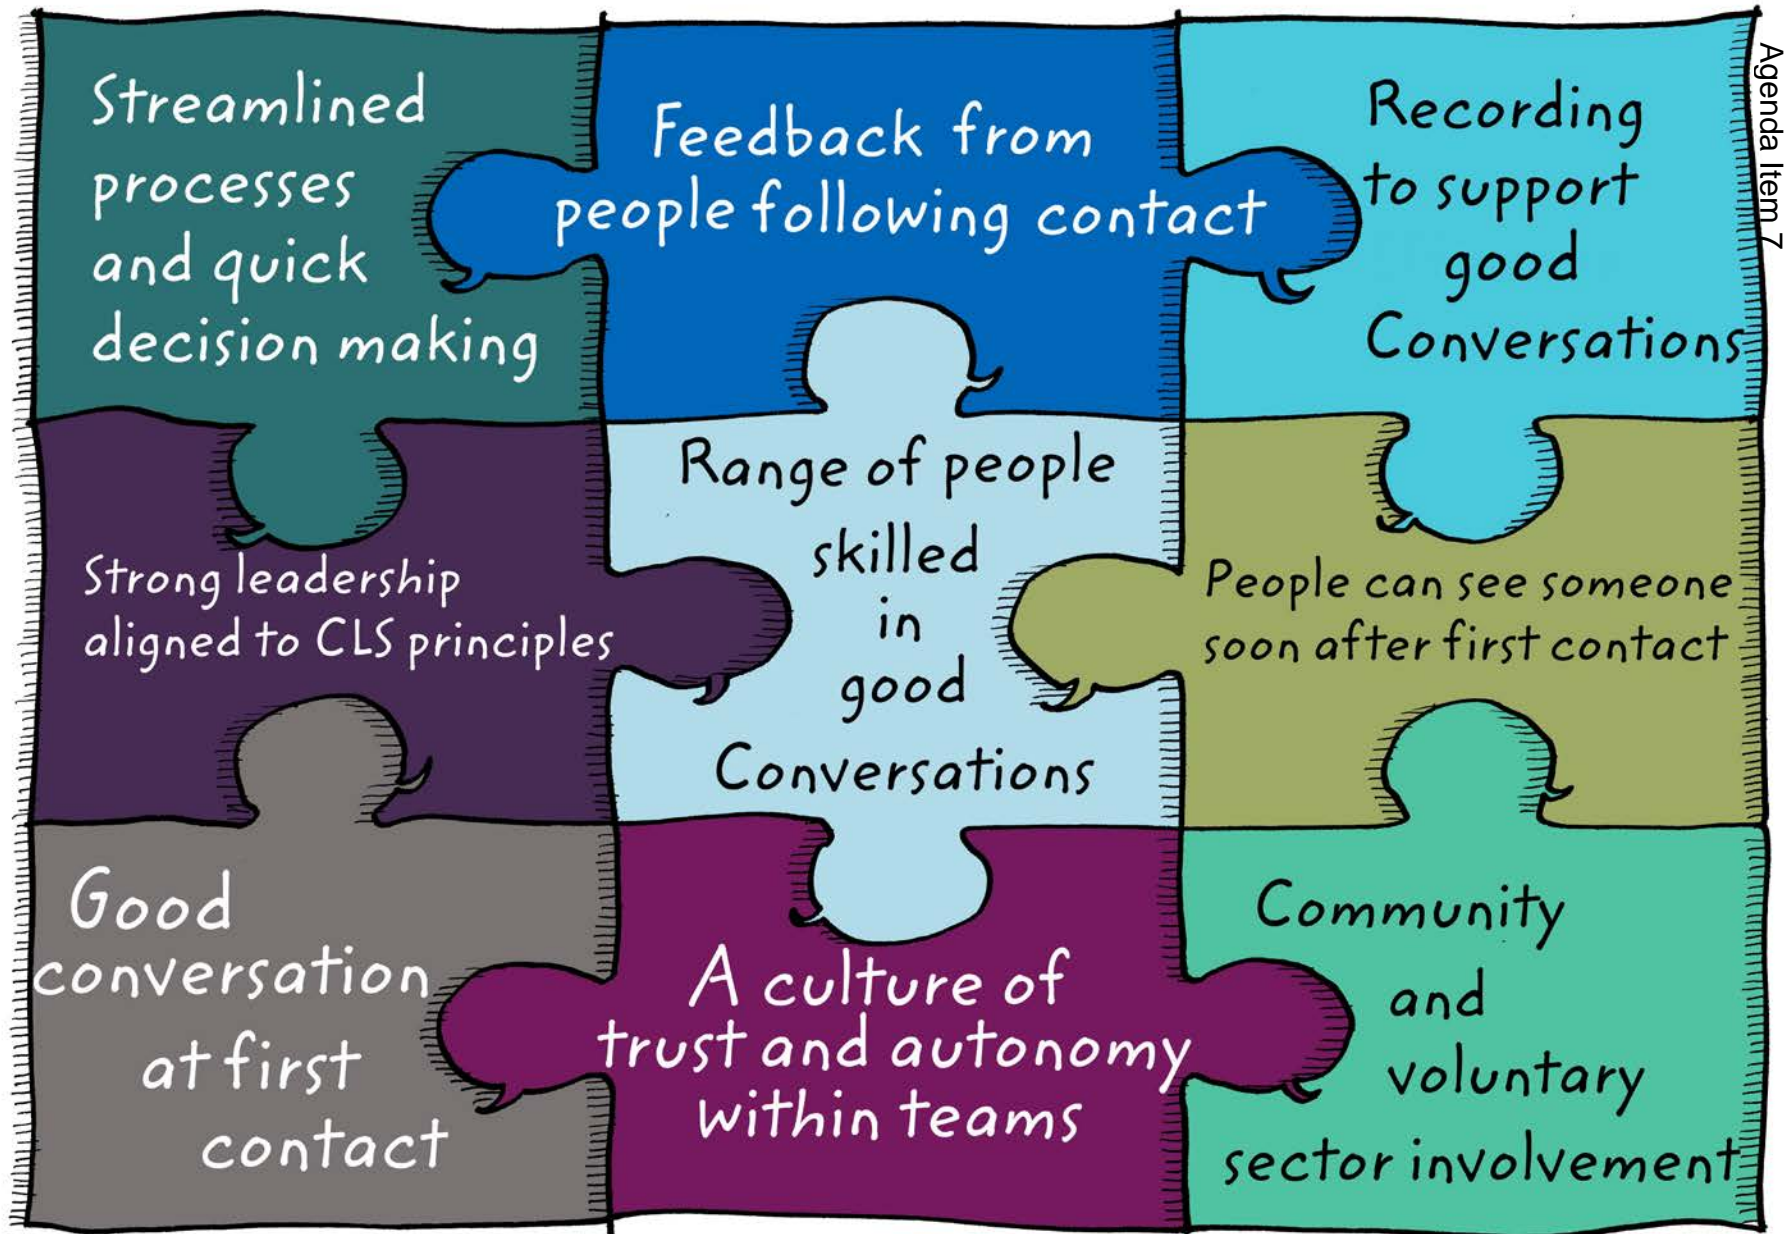 Streamlined
processes
and quick
decision making
Feedback from
people following contact
Recording
to support
good
Conversations
Agenda Item 7
Strong leadership
aligned to CLS principles
Range of people
skilled
in
good
Conversations
People can see someone
soon after first contact
Good
conversation
at first
contact
A culture of
trust and autonomy
within teams
Community
and
voluntary
sector involvement